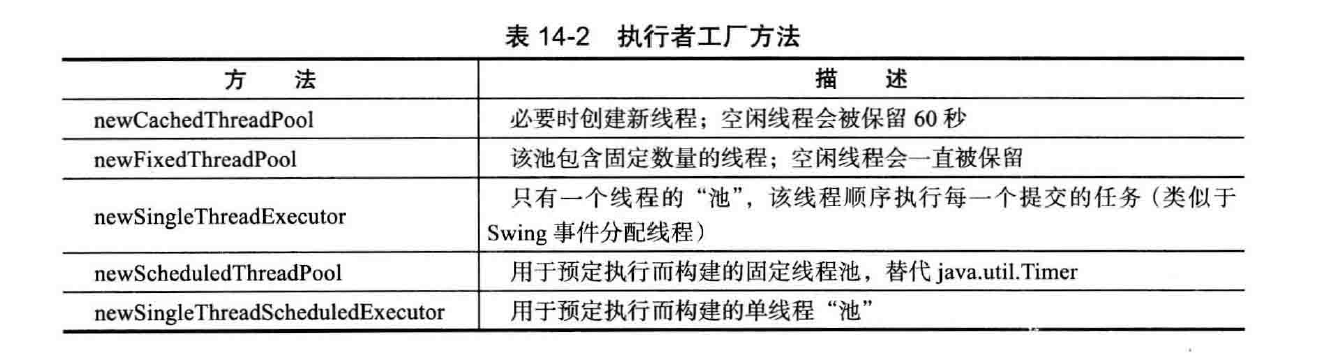 表 14-2 执行者工厂方法
方 法 描 述
newCachedThreadPool 必要时创建新线程；空闲线程会被保留 60 秒
newFixedThreadPool 该池包含固定数量的线程；空闲线程会一直被保留
newSingleThreadExecutor 只有一个线程的“池”，该线程顺序执行每一个提交的任务（类似于
Swing 事件分配线程）
newScheduledThreadPool 用于预定执行而构建的固定线程池，替代 java.util.Timer
newSingleThreadScheduledExecutor 用于预定执行而构建的单线程“池”